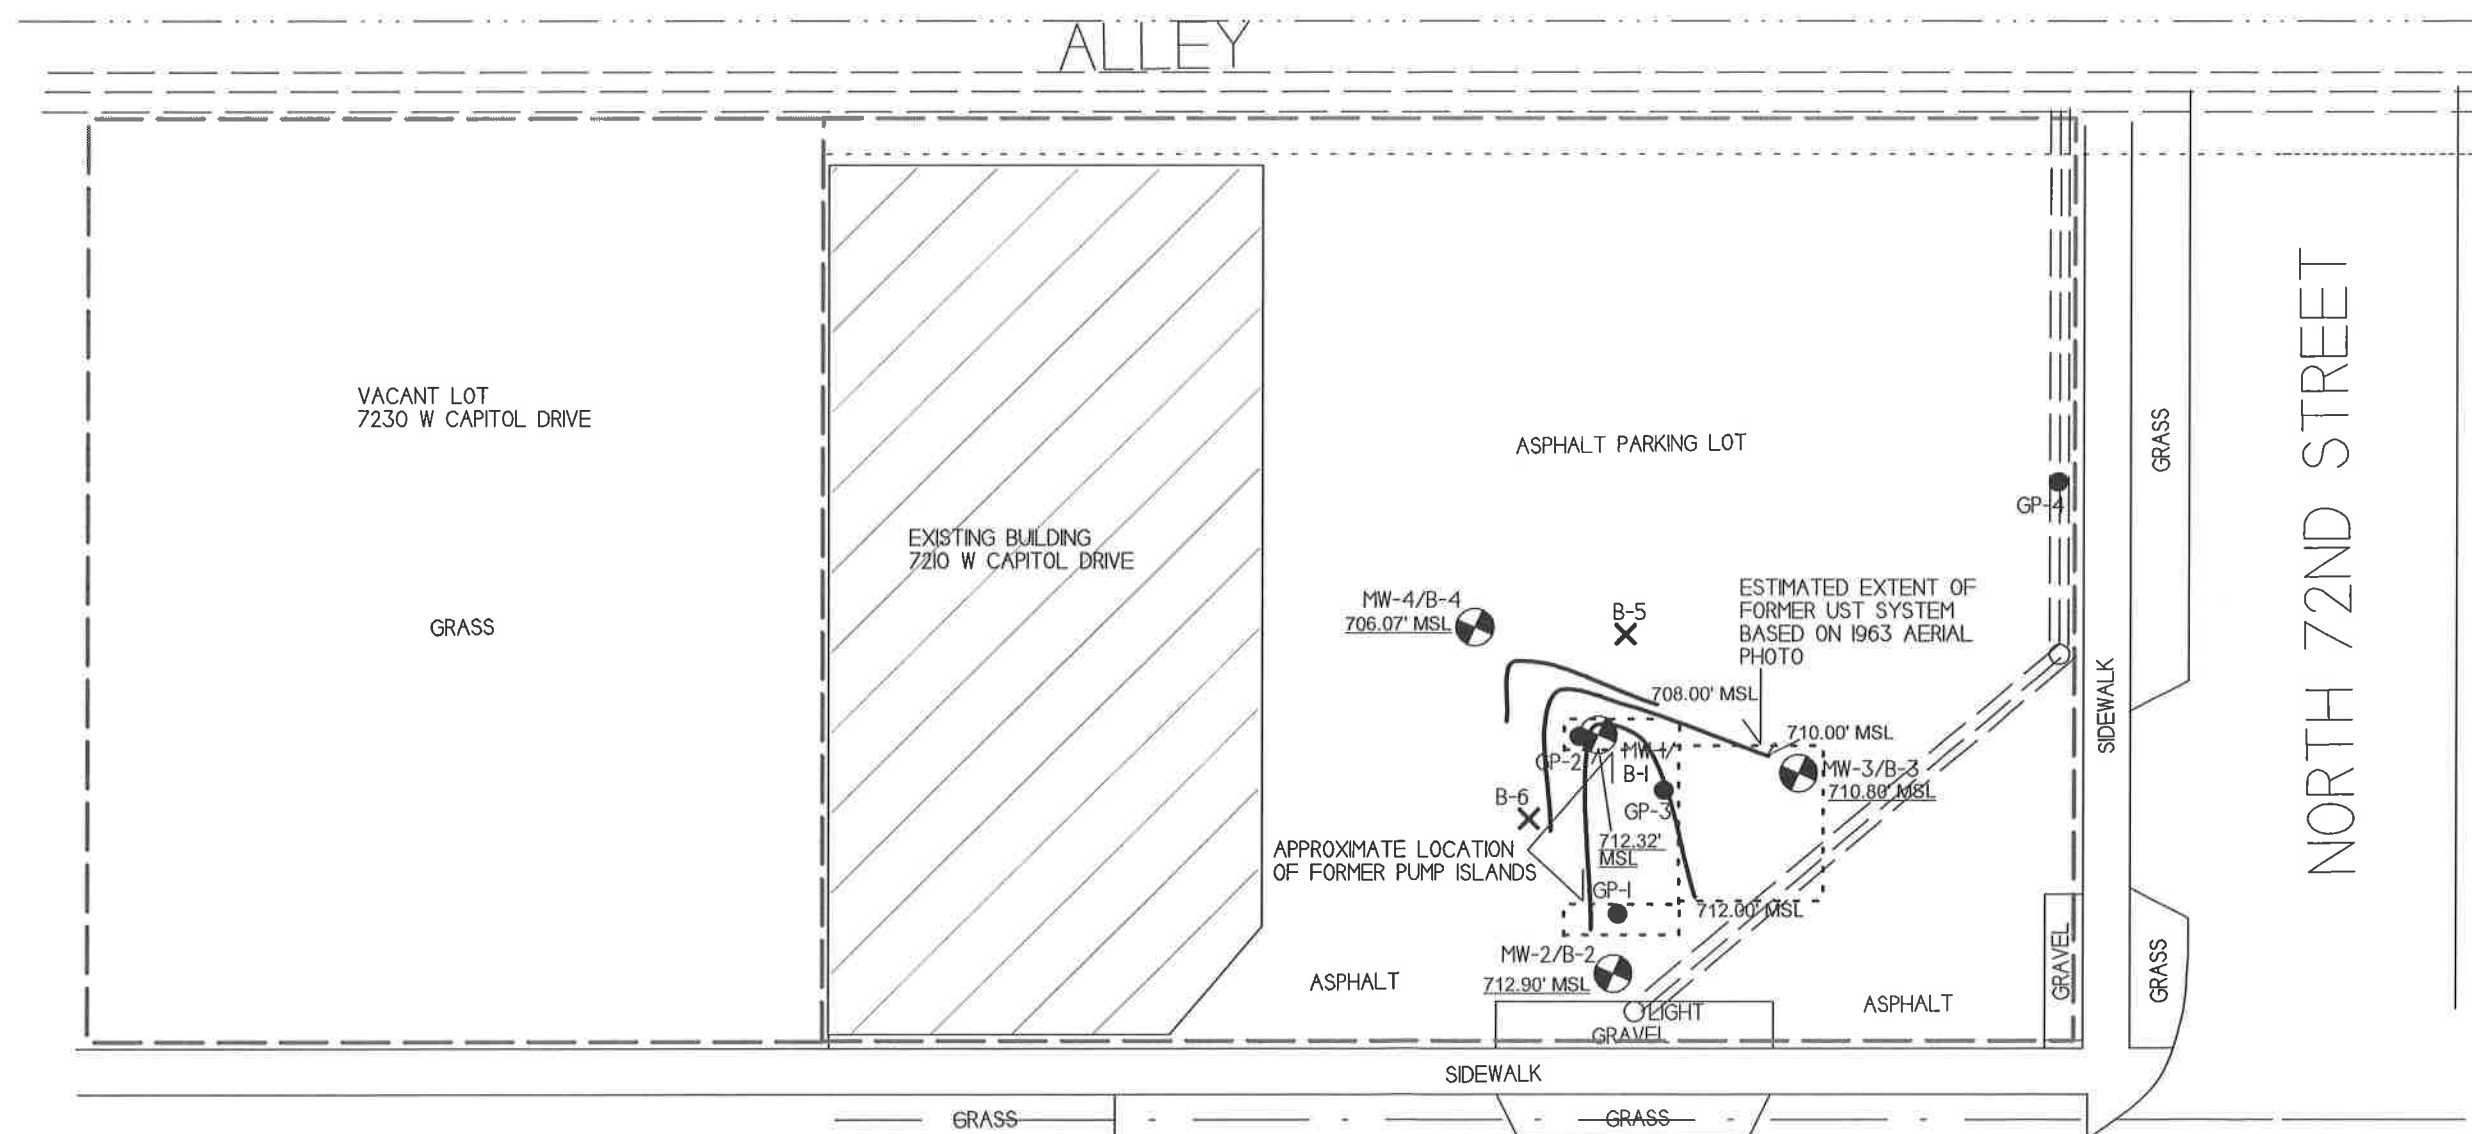 ALLEY
VACANT LOT
7230 W CAPITOL DRIVE
GRASS
EXISTING BUILDING
7210 W CAPITOL DRIVE
ASPHALT PARKING LOT
GRASS
NORTH 72ND STREET
GP-4
SIDEWALK
MW-4/B-4
706.07' MSL
B-5
ESTIMATED EXTENT OF
FORMER UST SYSTEM
BASED ON 1963 AERIAL
PHOTO
708.00' MSL
710.00' MSL
GP-2
MW-1/
B-1
MW-3/B-3
710.80' MSL
B-6
GP-3
712.32'
MSL
APPROXIMATE LOCATION
OF FORMER PUMP ISLANDS
GP-1
712.00' MSL
MW-2/B-2
712.90' MSL
ASPHALT
LIGHT
GRAVEL
ASPHALT
GRAVEL
GRASS
SIDEWALK
GRASS
GRASS